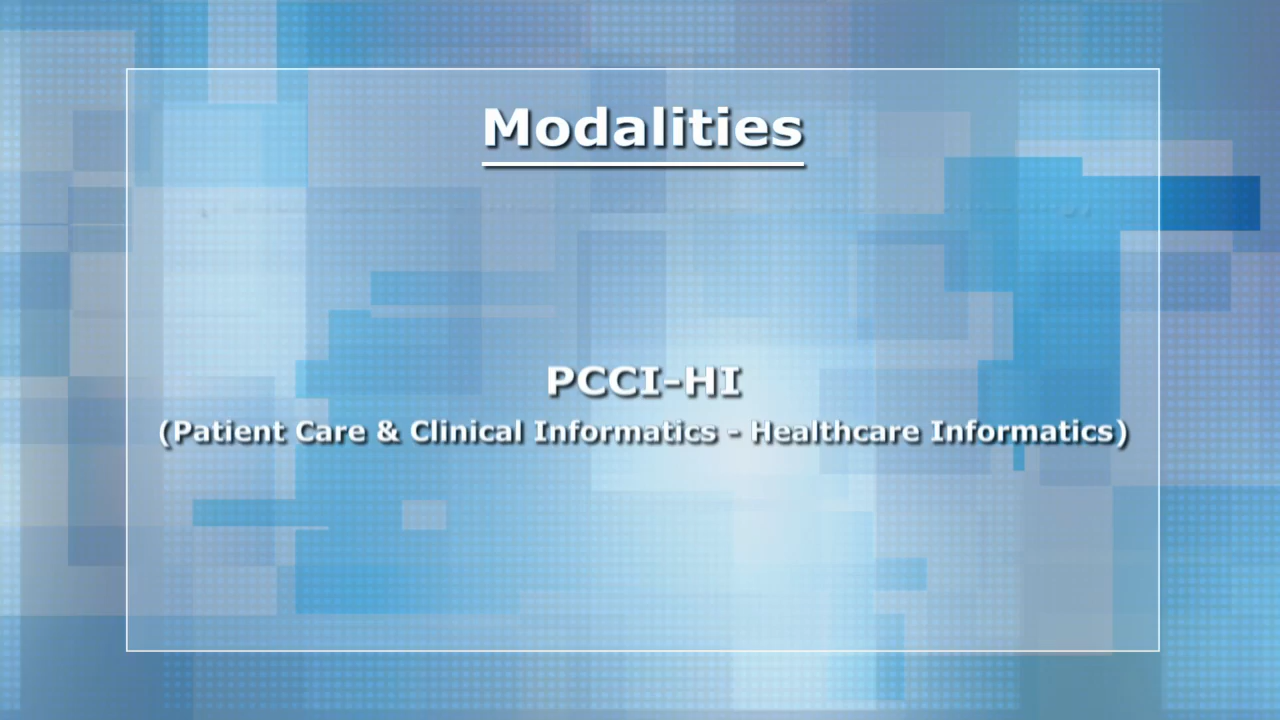 Modalities
PCCI-HI
(Patient Care & Clinical Informatics - Healthcare Informatics)